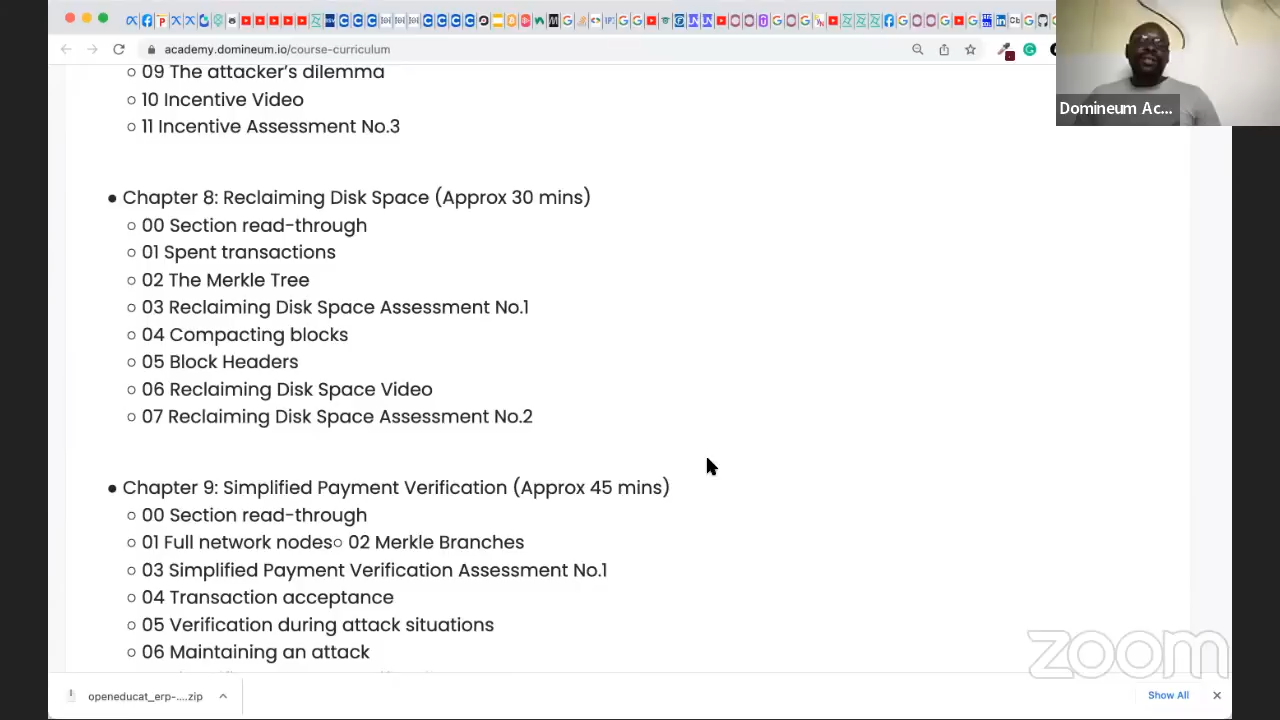 academy.domineum.io/course-curriculum
Domineum Ac...
○ 09 The attacker's dilemma
○ 10 Incentive Video
○ 11 Incentive Assessment No.3
● Chapter 8: Reclaiming Disk Space (Approx 30 mins)
○ 00 Section read-through
○ 01 Spent transactions
○ 02 The Merkle Tree
○ 03 Reclaiming Disk Space Assessment No.1
○ 04 Compacting blocks
○ 05 Block Headers
○ 06 Reclaiming Disk Space Video
○ 07 Reclaiming Disk Space Assessment No.2
● Chapter 9: Simplified Payment Verification (Approx 45 mins)
○ 00 Section read-through
○ 01 Full network nodes○ 02 Merkle Branches
○ 03 Simplified Payment Verification Assessment No.1
○ 04 Transaction acceptance
○ 05 Verification during attack situations
○ 06 Maintaining an attack
zoom
openeducat_erp-....zip
Show All